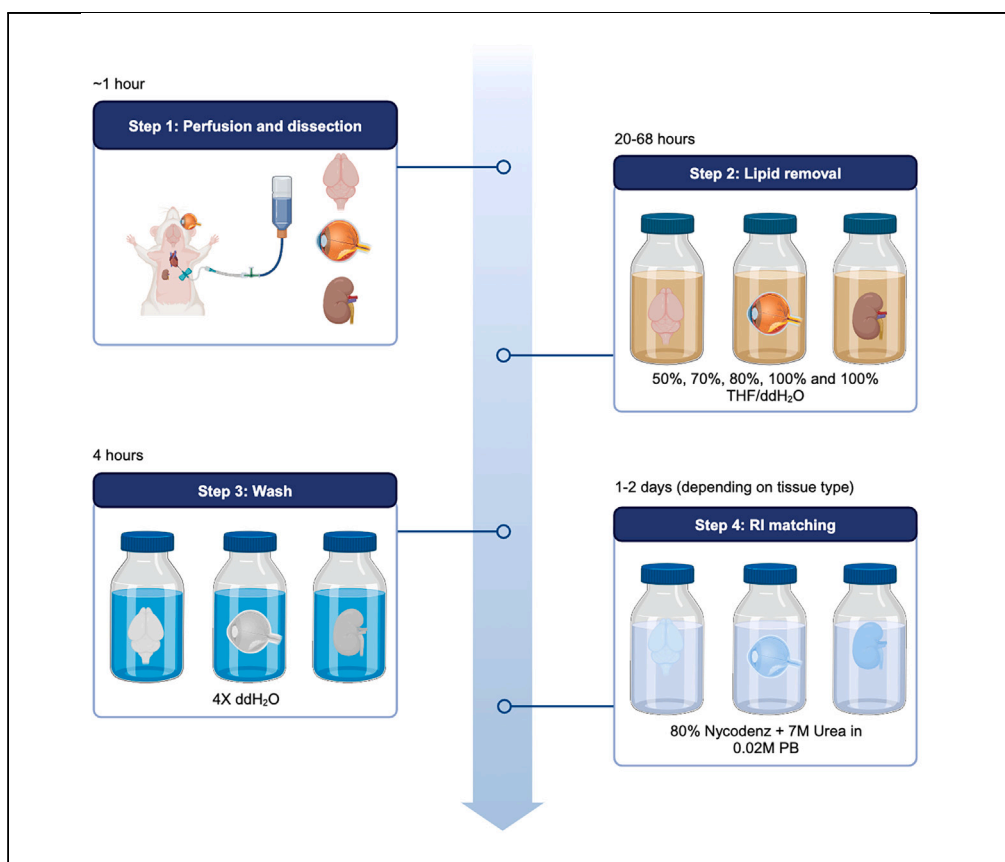 ~1 hour
Step 1: Perfusion and dissection
20-68 hours
Step 2: Lipid removal
50%, 70%, 80%, 100% and 100%
THF/ddH₂O
4 hours
Step 3: Wash
4X ddH₂O
1-2 days (depending on tissue type)
Step 4: RI matching
80% Nycodenz + 7M Urea in
0.02M PB